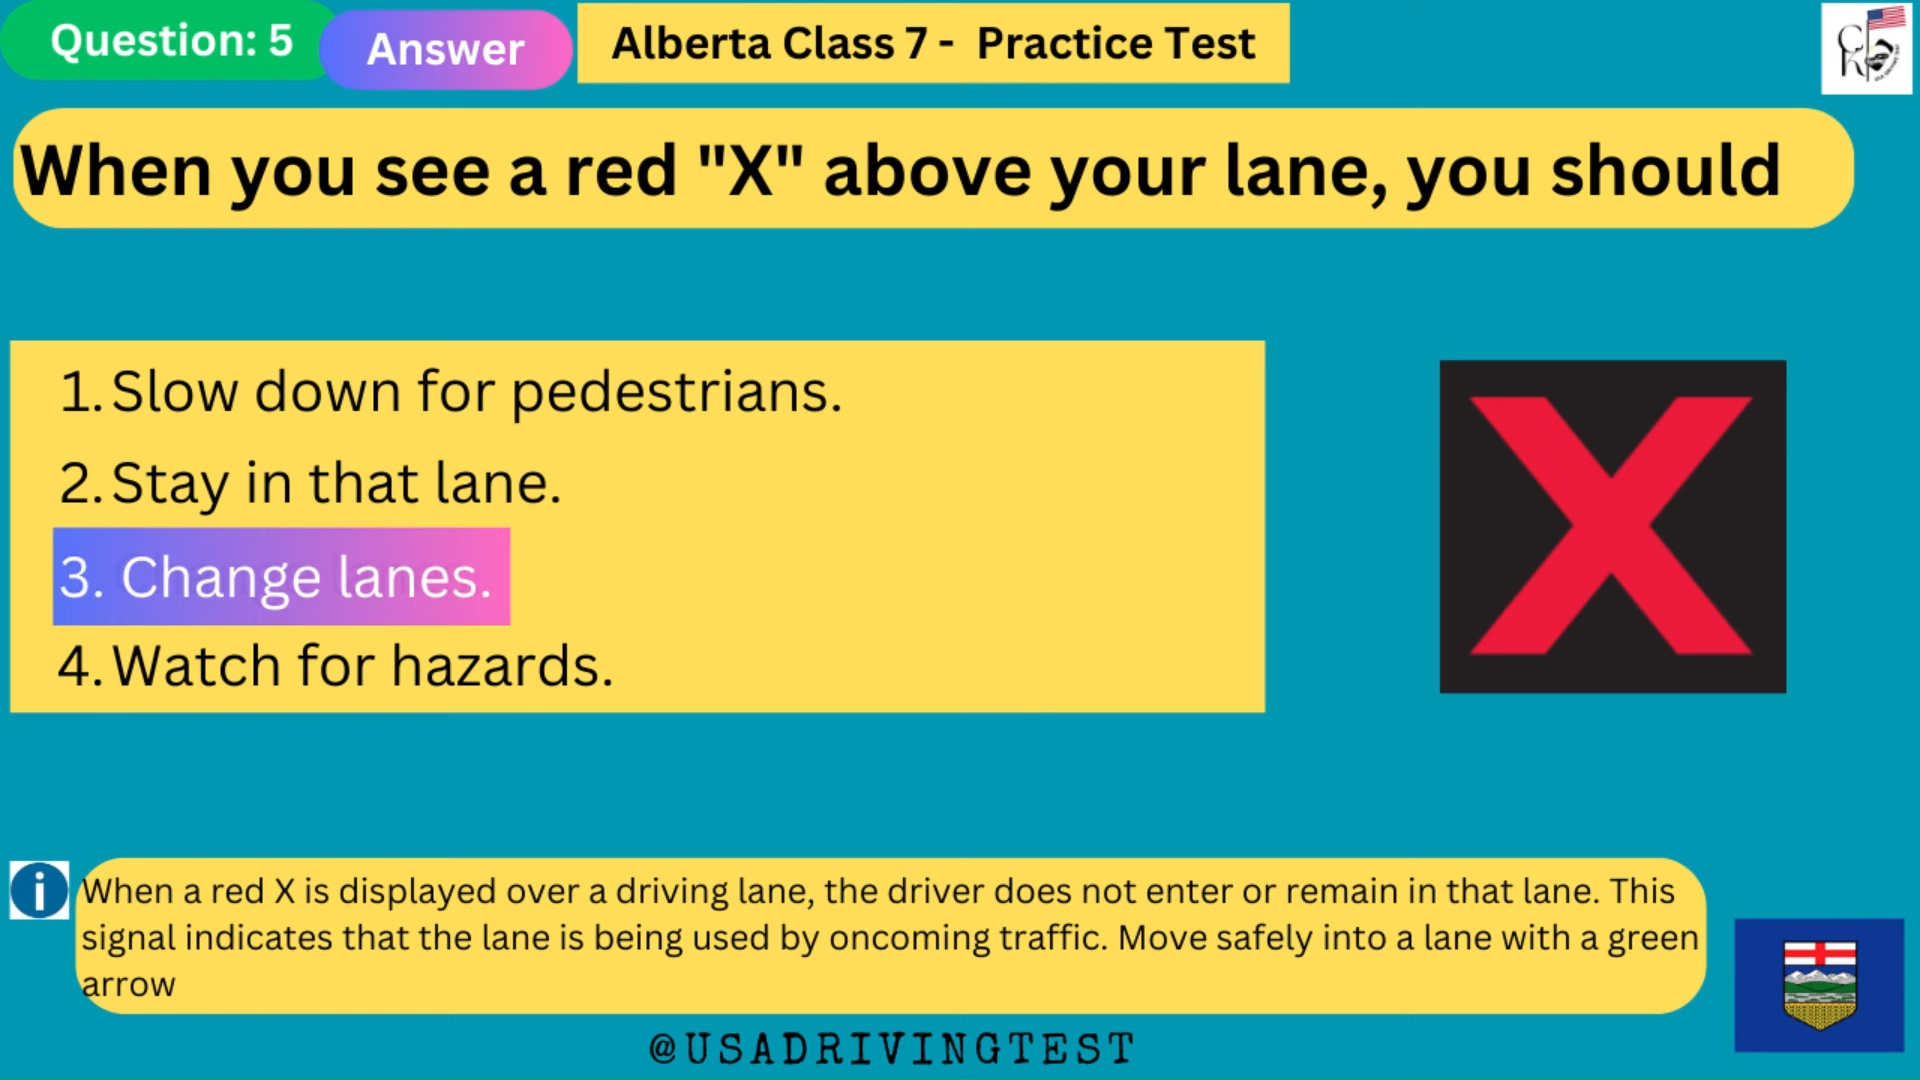 Question: 5
Answer
Alberta Class 7 - Practice Test
When you see a red "X" above your lane, you should
1. Slow down for pedestrians.
2. Stay in that lane.
3. Change lanes.
4. Watch for hazards.
X
i
When a red X is displayed over a driving lane, the driver does not enter or remain in that lane. This
signal indicates that the lane is being used by oncoming traffic. Move safely into a lane with a green
arrow
@USADRIVINGTEST